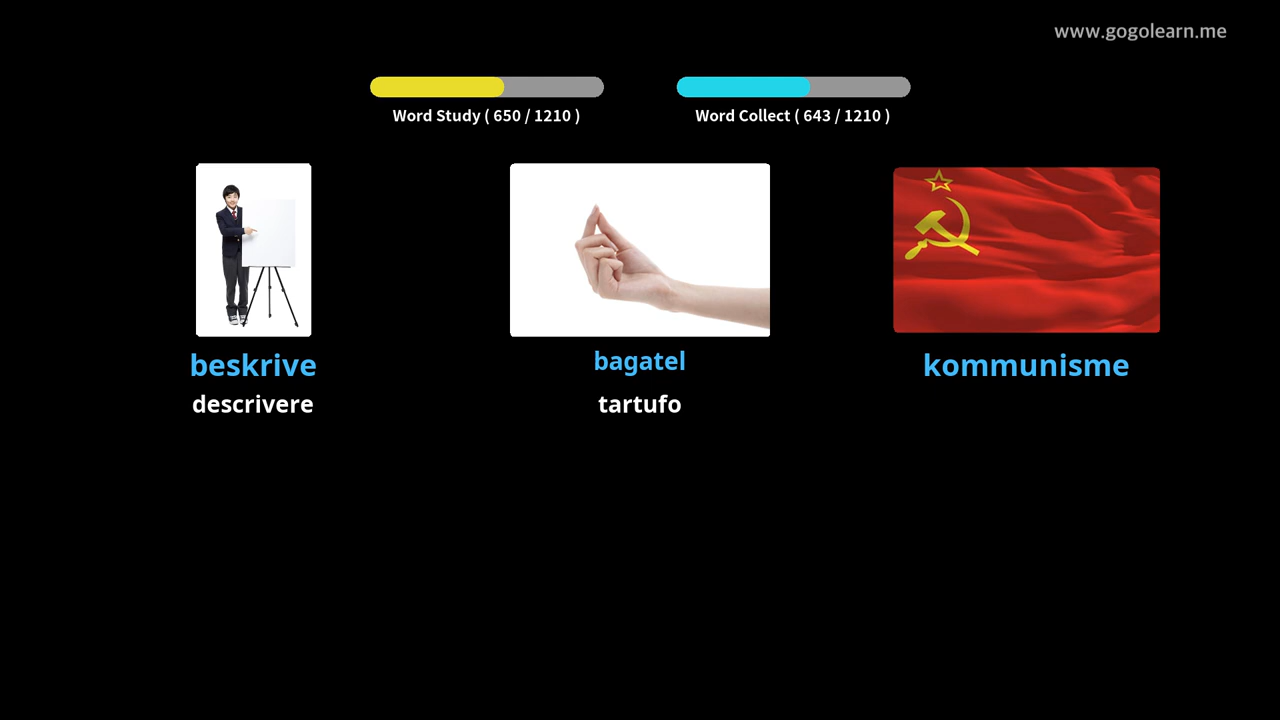 www.gogolearn.me
Word Study ( 650 / 1210 )
Word Collect ( 643 / 1210 )
beskrive
descrivere
bagatel
tartufo
kommunisme